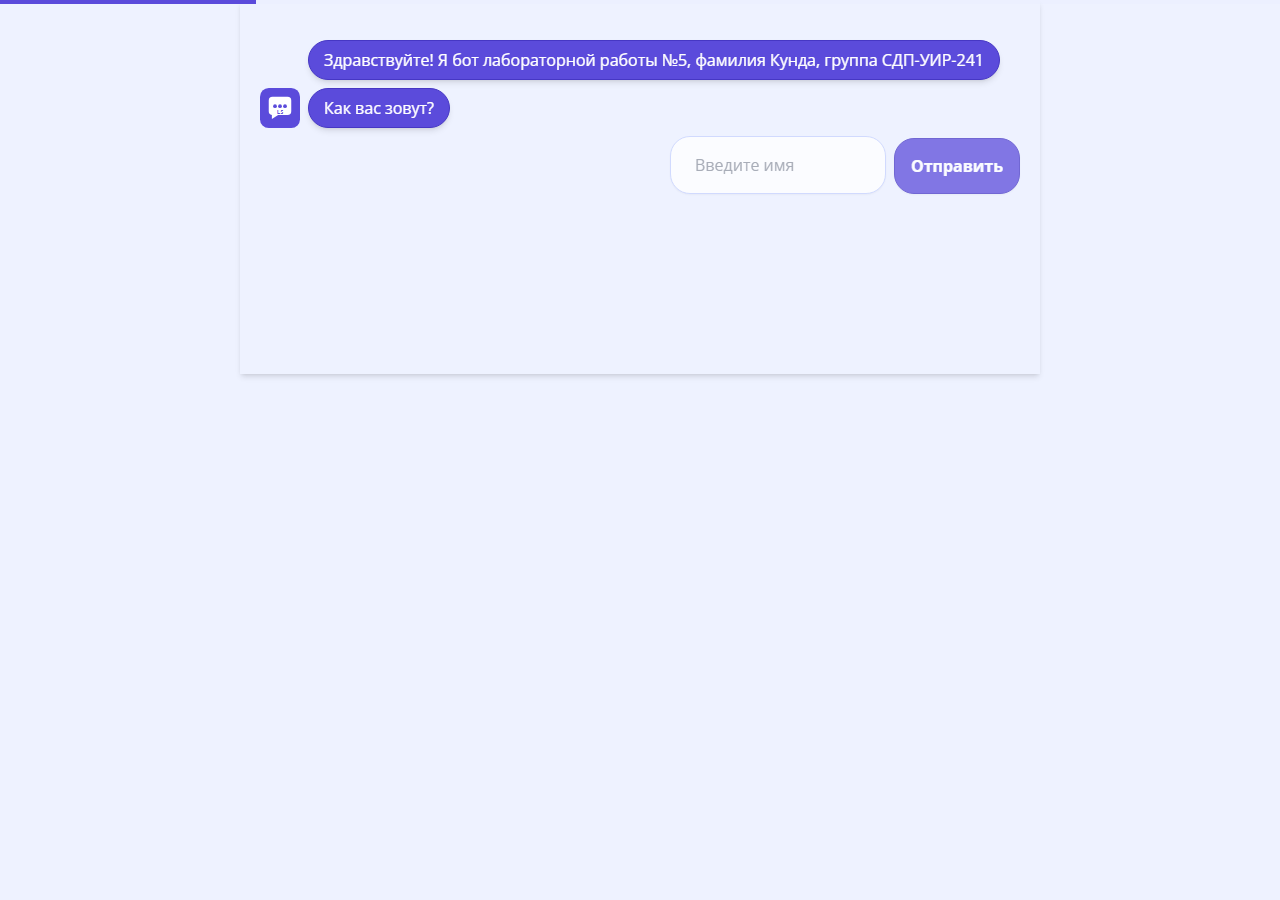 Здравствуйте! Я бот лабораторной работы №5, фамилия Кунда, группа СДП-УИР-241
Как вас зовут?
Введите имя
Отправить